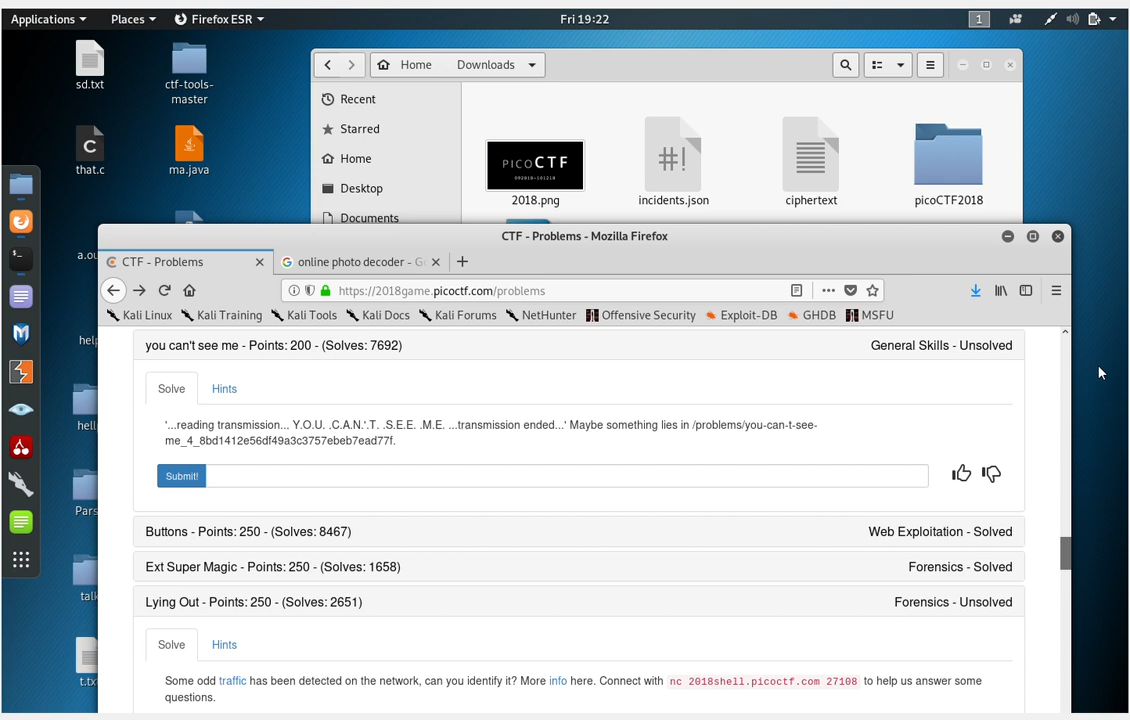 Applications Places Firefox ESR Fri 19:22 1
sd.txt
ctf-tools-
master
that.c
ma.java
a.ou
help
hell
Pars
talk
t.tx
Home Downloads
Recent
Starred
Home
Desktop
Documents
PICOCTF
2018.png
#!
incidents.json
ciphertext
picoCTF2018
CTF - Problems - Mozilla Firefox
CTF - Problems
online photo decoder - G
https://2018game.picoctf.com/problems
Kali Linux Kali Training Kali Tools Kali Docs Kali Forums NetHunter Offensive Security Exploit-DB GHDB MSFU
you can't see me - Points: 200 - (Solves: 7692) General Skills - Unsolved
Solve Hints
'...reading transmission... Y.O.U. .C.A.N.'.T. .S.E.E. .M.E. ...transmission ended...' Maybe something lies in /problems/you-can-t-see-
me_4_8bd1412e56df49a3c3757ebeb7ead77f.
Submit!
Buttons - Points: 250 - (Solves: 8467) Web Exploitation - Solved
Ext Super Magic - Points: 250 - (Solves: 1658) Forensics - Solved
Lying Out - Points: 250 - (Solves: 2651) Forensics - Unsolved
Solve Hints
Some odd traffic has been detected on the network, can you identify it? More info here. Connect with nc 2018shell.picoctf.com 27108 to help us answer some
questions.